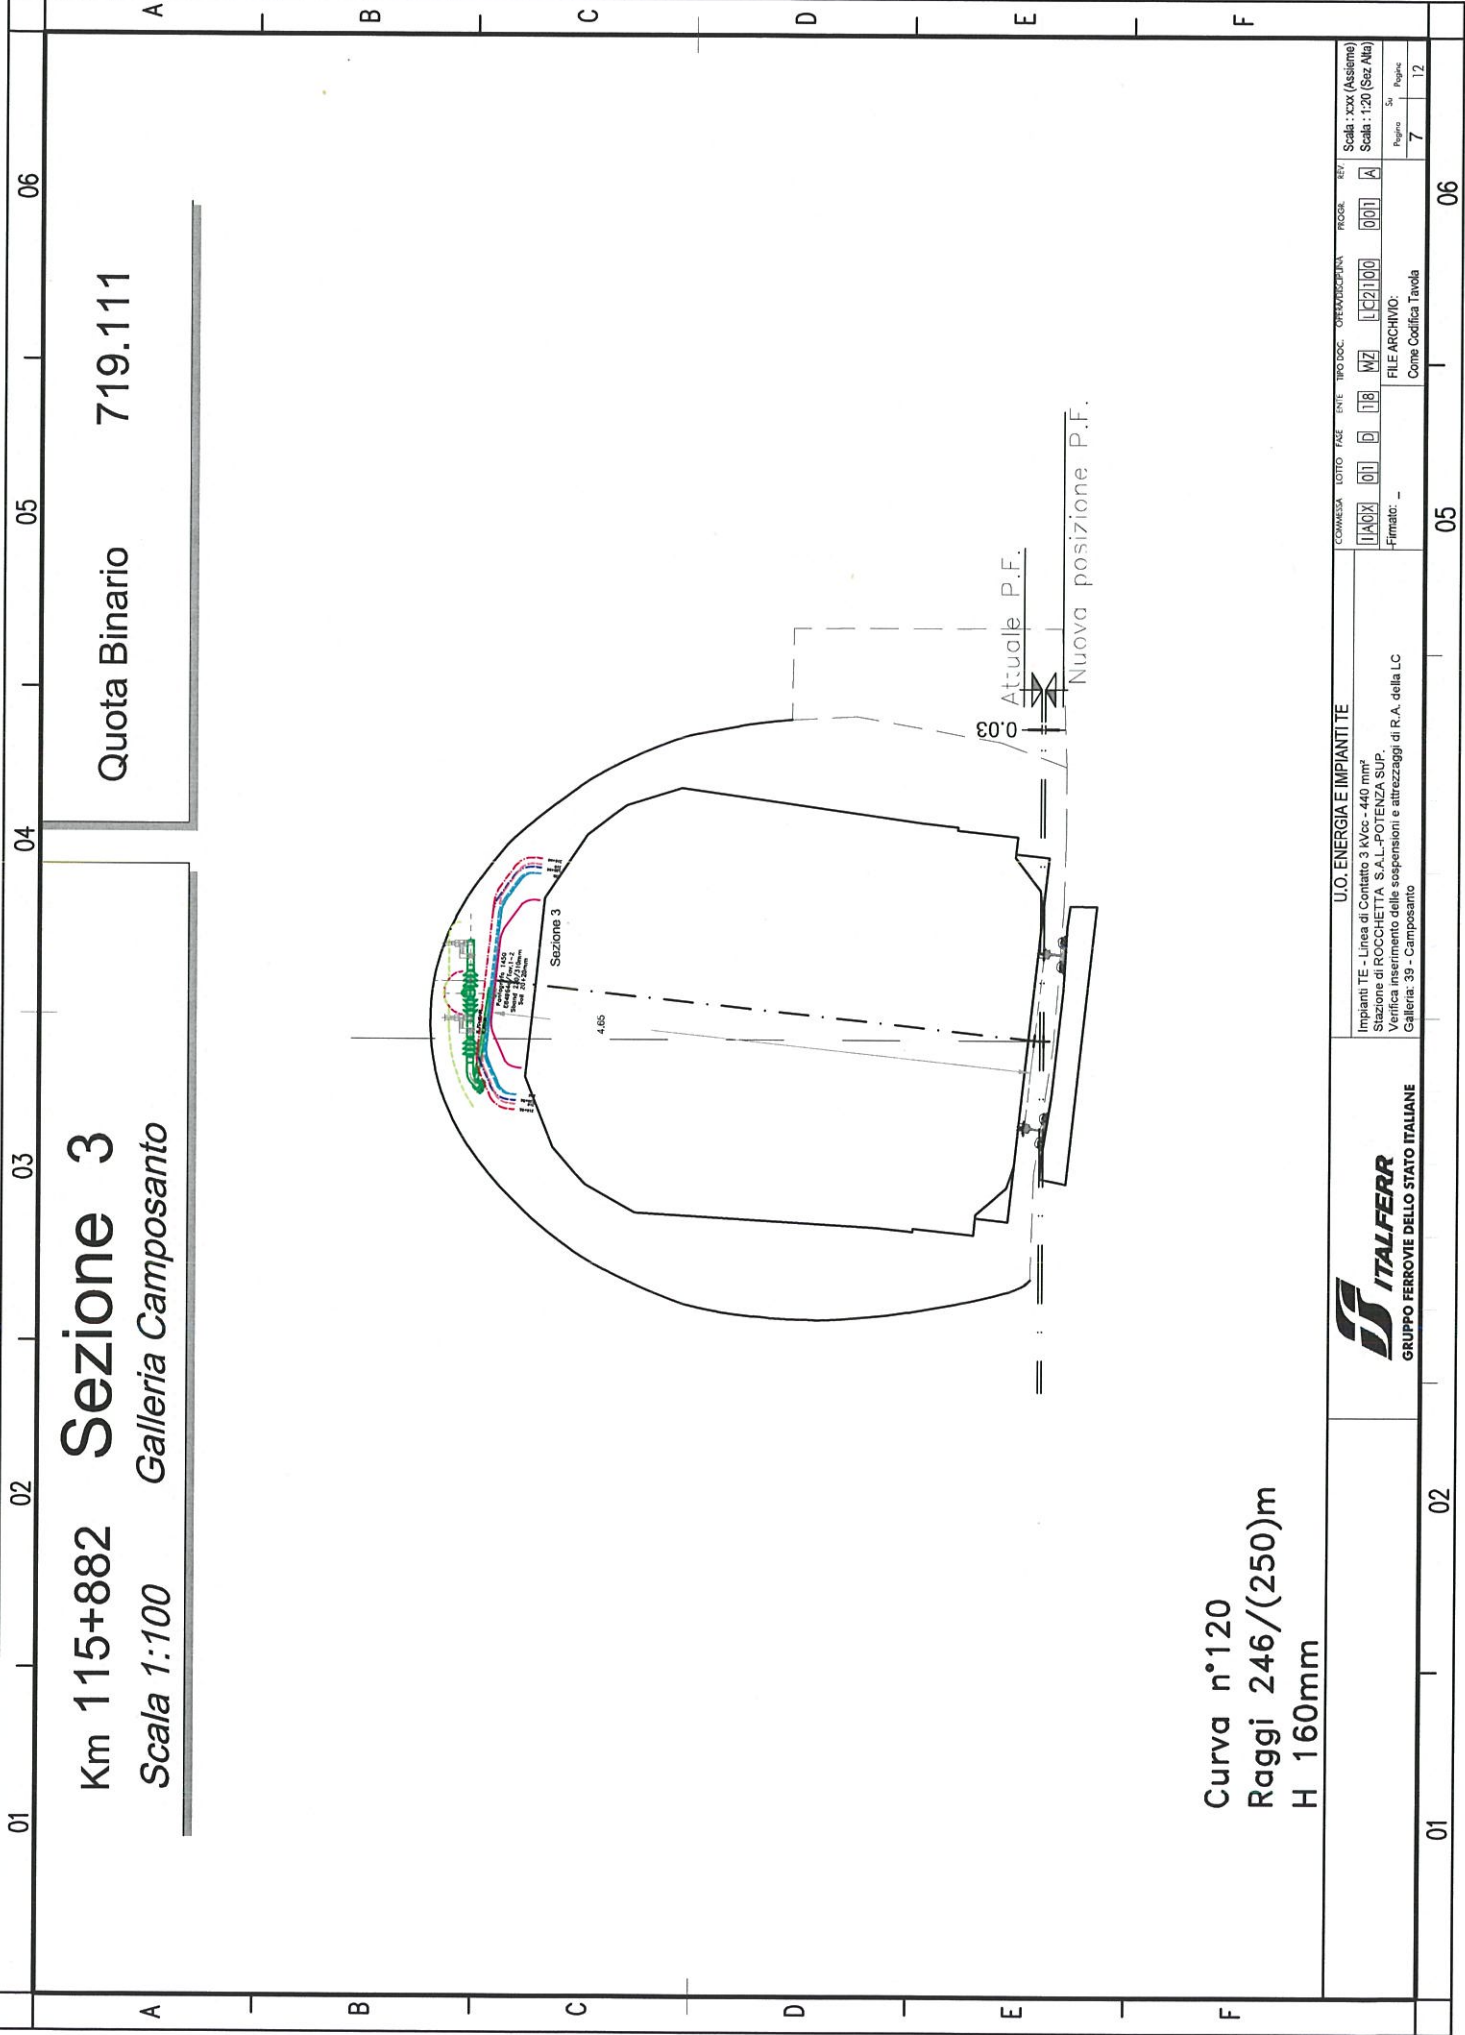 01
02
03
04
05
06
A
B
C
D
E
F
Km 115+882 Sezione 3
Scala 1:100 Galleria Camposanto
Quota Binario 719.111
Sezione 3
4.65
0.03
Attuale P.F.
Nuova posizione P.F.
Curva n°120
Raggi 246/(250)m
H 160mm
ITALFERR
GRUPPO FERROVIE DELLO STATO ITALIANE
U.O. ENERGIA E IMPIANTI TE
Impianti TE - Linea di Contatto 3 kVcc - 440 mm²
Stazione di ROCCHETTA S.A.L.-POTENZA SUP.
Verifica inserimento delle sospensioni e attrezzaggi di R.A. della LC
Galleria: 39 - Camposanto
COMMESSA LOTTO FASE ENTE TIPO DOC. OPERA/DISCIPLINA PROGR. REV.
IA0X 01 D 18 WZ LC2100 001 A
Firmato: _
FILE ARCHIVIO:
Come Codifica Tavola
Scala : x:xx (Assieme)
Scala : 1:20 (Sez Alta)
Pagina Su Pagine
7 12
A
B
C
D
E
F
01
02
05
06